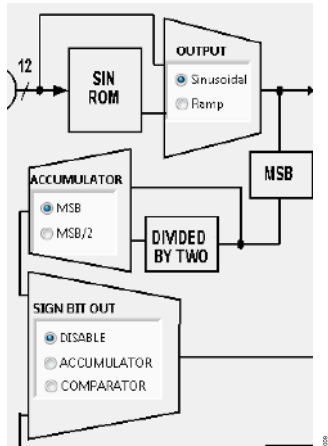 12
SIN
ROM
OUTPUT
Sinusoidal
Ramp
MSB
ACCUMULATOR
MSB
MSB/2
DIVIDED
BY TWO
SIGN BIT OUT
DISABLE
ACCUMULATOR
COMPARATOR